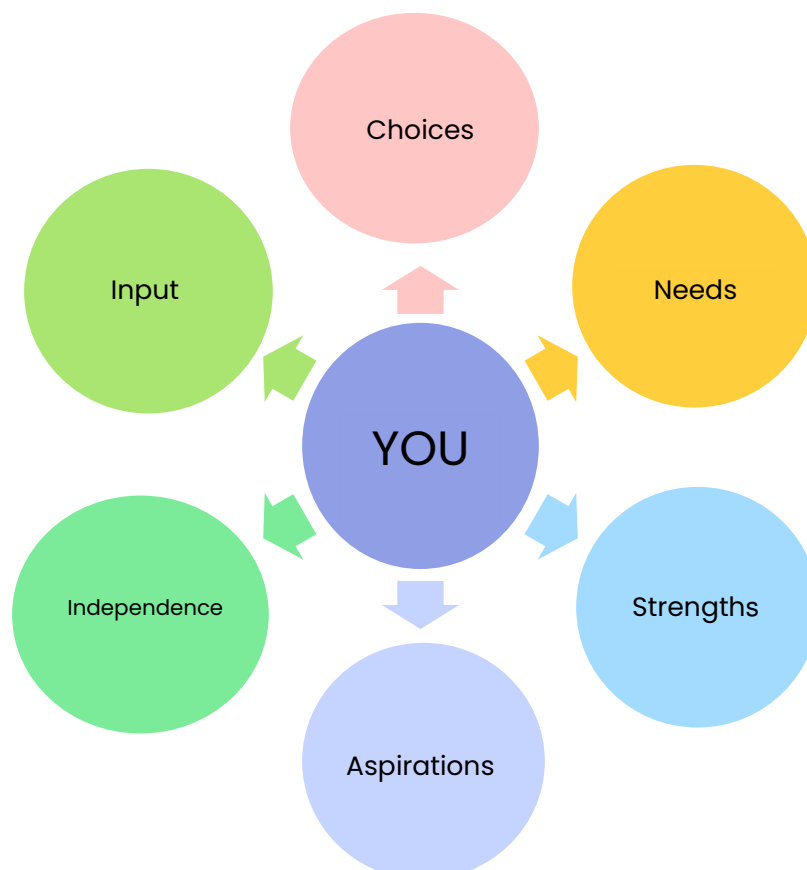 Choices
Input
Needs
YOU
Independence
Strengths
Aspirations